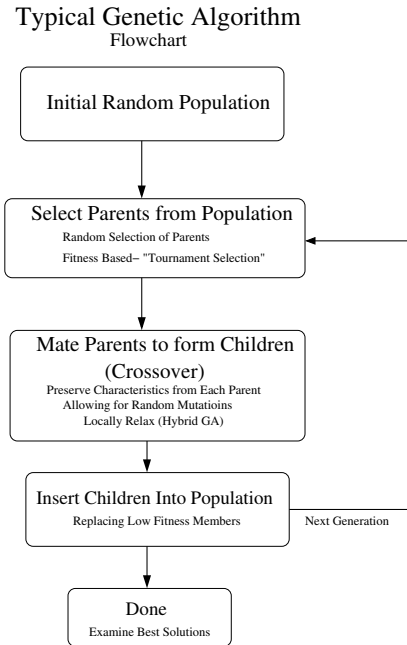 Typical Genetic Algorithm
Flowchart
Initial Random Population
Select Parents from Population
Random Selection of Parents
Fitness Based– "Tournament Selection"
Mate Parents to form Children
(Crossover)
Preserve Characteristics from Each Parent
Allowing for Random Mutatioins
Locally Relax (Hybrid GA)
Insert Children Into Population
Replacing Low Fitness Members
Next Generation
Done
Examine Best Solutions